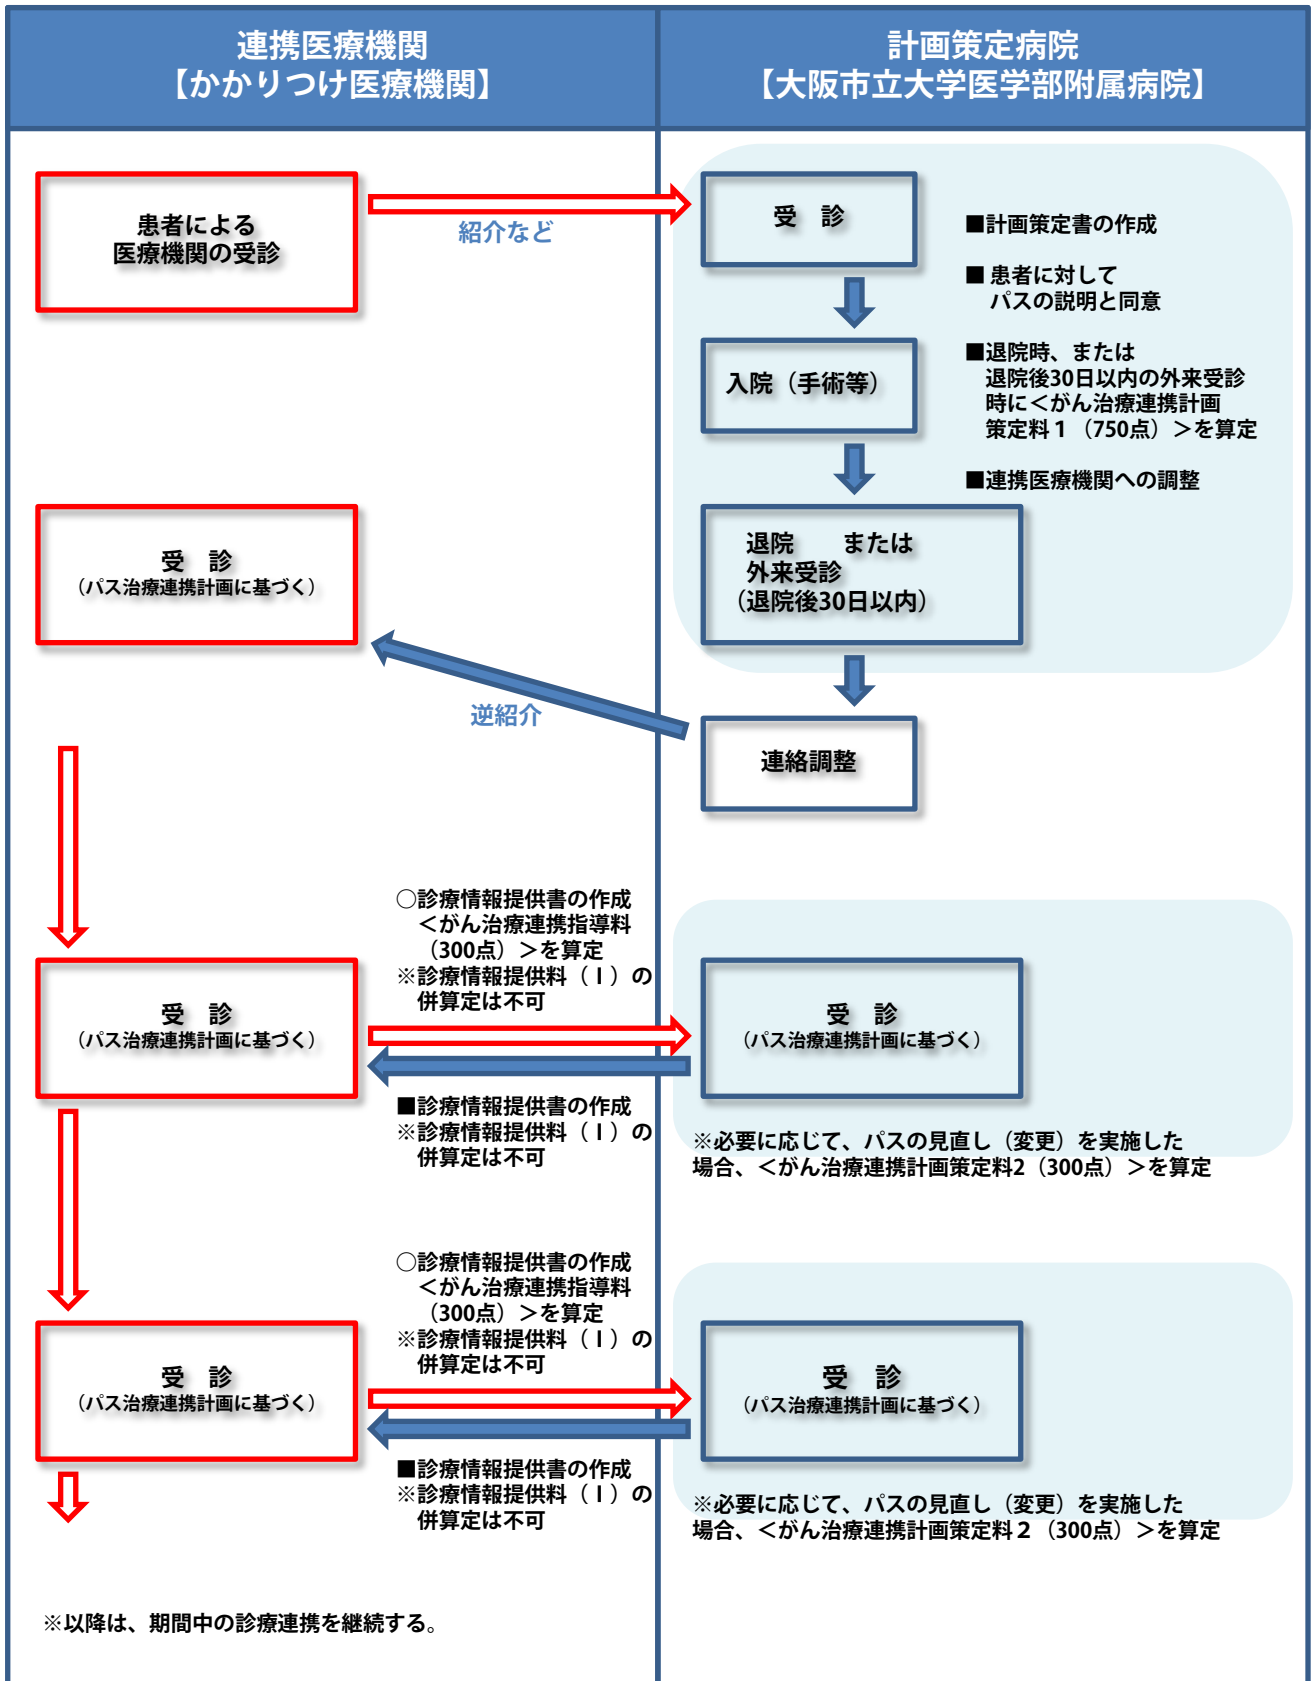 連携医療機関
【かかりつけ医療機関】
計画策定病院
【大阪市立大学医学部附属病院】
患者による
医療機関の受診
紹介など
受　診
■計画策定書の作成
■ 患者に対して
パスの説明と同意
■退院時、または
退院後30日以内の外来受診
時に＜がん治療連携計画
策定料１（750点）＞を算定
■連携医療機関への調整
入院（手術等）
退院　　または
外来受診
（退院後30日以内）
受　診
（パス治療連携計画に基づく）
逆紹介
連絡調整
○診療情報提供書の作成
＜がん治療連携指導料
（300点）＞を算定
※診療情報提供料（Ⅰ）の
併算定は不可
受　診
（パス治療連携計画に基づく）
受　診
（パス治療連携計画に基づく）
■診療情報提供書の作成
※診療情報提供料（Ⅰ）の
併算定は不可
※必要に応じて、パスの見直し（変更）を実施した
場合、＜がん治療連携計画策定料2（300点）＞を算定
○診療情報提供書の作成
＜がん治療連携指導料
（300点）＞を算定
※診療情報提供料（Ⅰ）の
併算定は不可
受　診
（パス治療連携計画に基づく）
受　診
（パス治療連携計画に基づく）
■診療情報提供書の作成
※診療情報提供料（Ⅰ）の
併算定は不可
※必要に応じて、パスの見直し（変更）を実施した
場合、＜がん治療連携計画策定料２（300点）＞を算定
※以降は、期間中の診療連携を継続する。